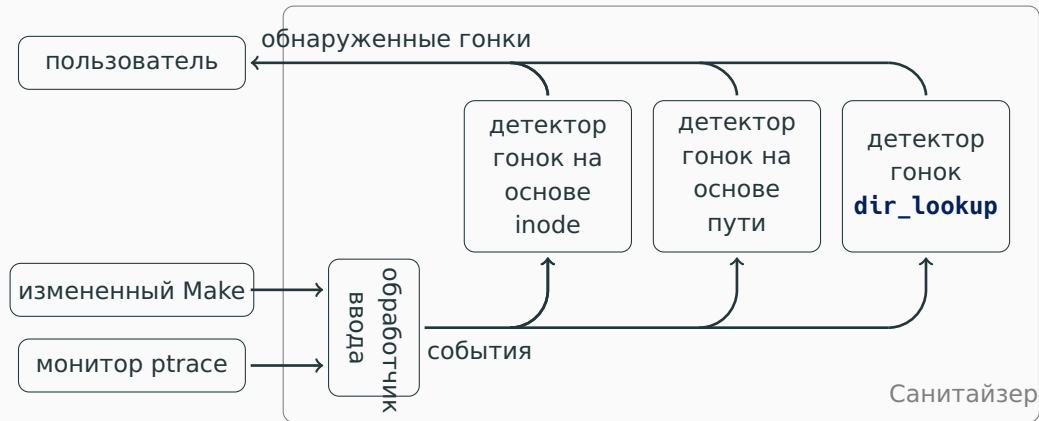 обнаруженные гонки
пользователь
детектор
гонок на
основе
inode
детектор
гонок на
основе
пути
детектор
гонок
dir_lookup
измененный Make
обработчик
ввода
монитор ptrace
события
Санитайзер